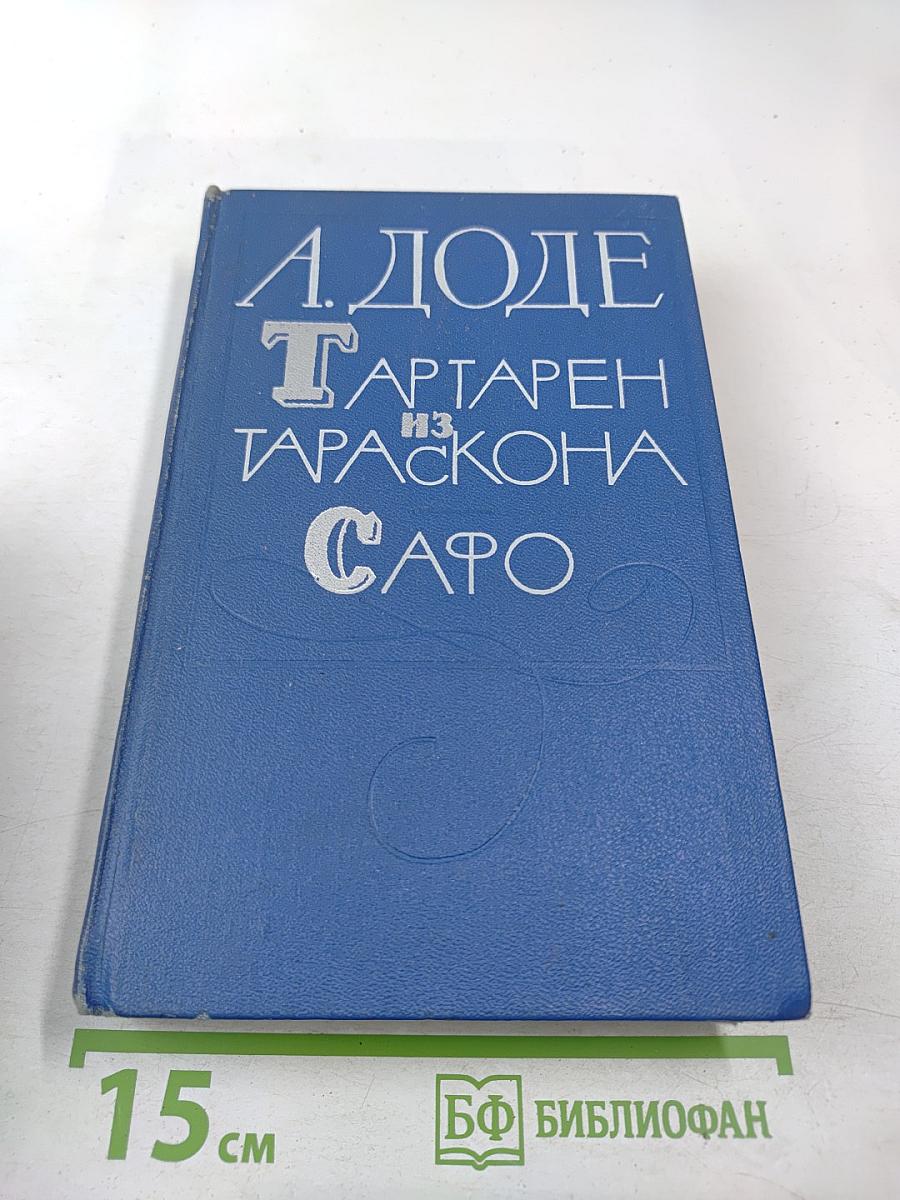 А. ДОДЕ
ТАРТАРЕН
ИЗ
ТАРАСКОНА
САФО
15 см
БФ БИБЛИОФАН